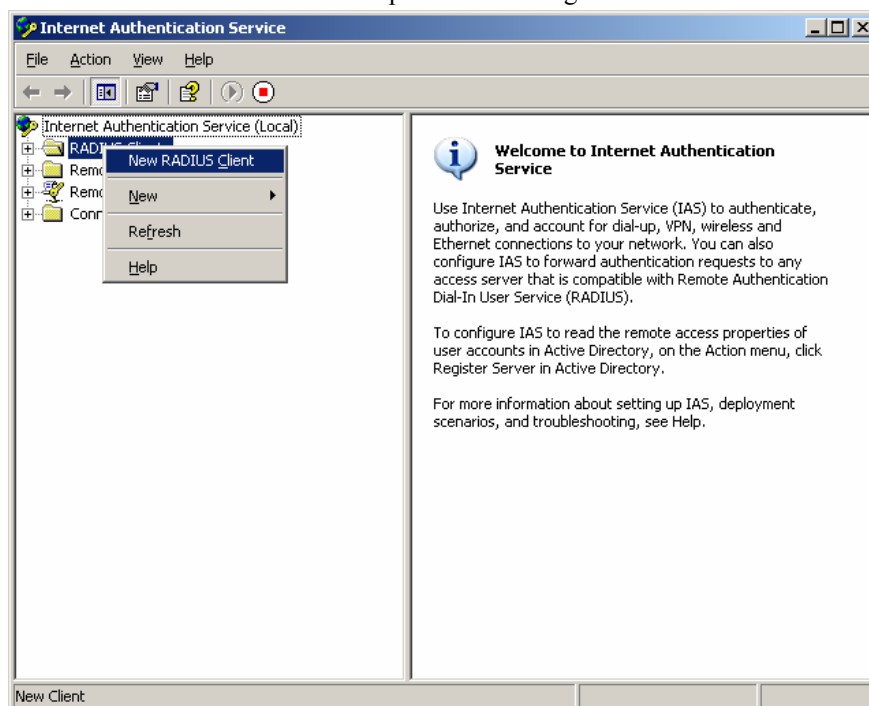 Internet Authentication Service
File Action View Help
Internet Authentication Service (Local)
New RADIUS Client
New
Refresh
Help
Welcome to Internet Authentication
Service
Use Internet Authentication Service (IAS) to authenticate,
authorize, and account for dial-up, VPN, wireless and
Ethernet connections to your network. You can also
configure IAS to forward authentication requests to any
access server that is compatible with Remote Authentication
Dial-In User Service (RADIUS).
To configure IAS to read the remote access properties of
user accounts in Active Directory, on the Action menu, click
Register Server in Active Directory.
For more information about setting up IAS, deployment
scenarios, and troubleshooting, see Help.
New Client